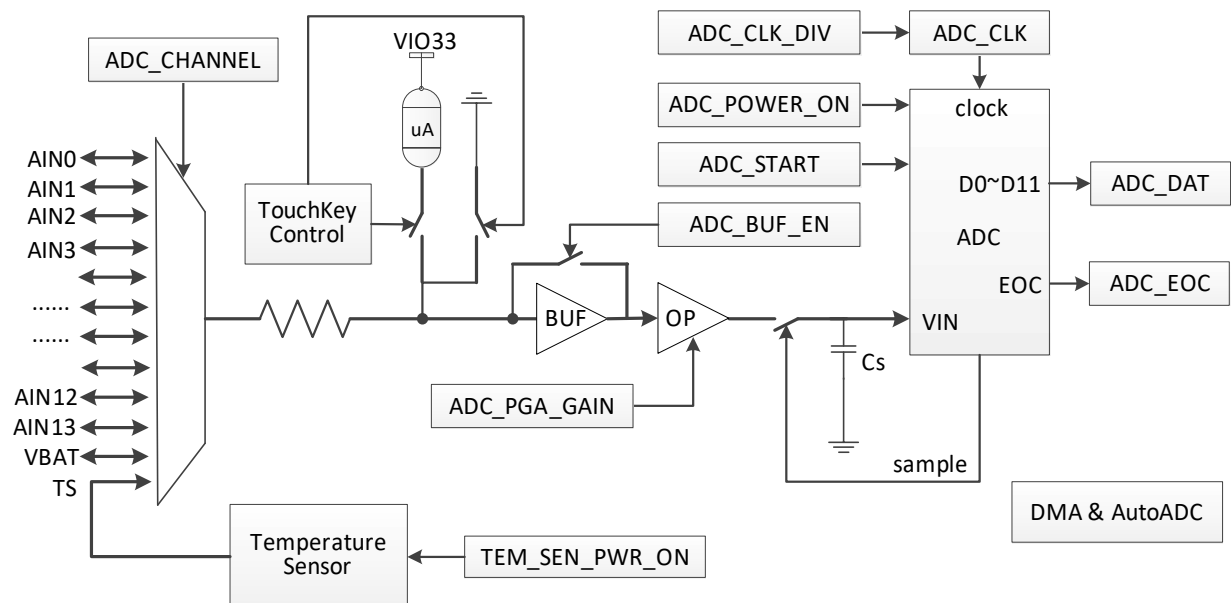 ADC_CHANNEL
VIO33
uA
ADC_CLK_DIV
ADC_CLK
ADC_POWER_ON
clock
ADC_START
D0~D11
ADC_DAT
ADC_BUF_EN
ADC
EOC
ADC_EOC
VIN
TouchKey
Control
AIN0
AIN1
AIN2
AIN3
......
......
AIN12
AIN13
VBAT
TS
BUF
OP
Cs
ADC_PGA_GAIN
sample
DMA & AutoADC
Temperature
Sensor
TEM_SEN_PWR_ON